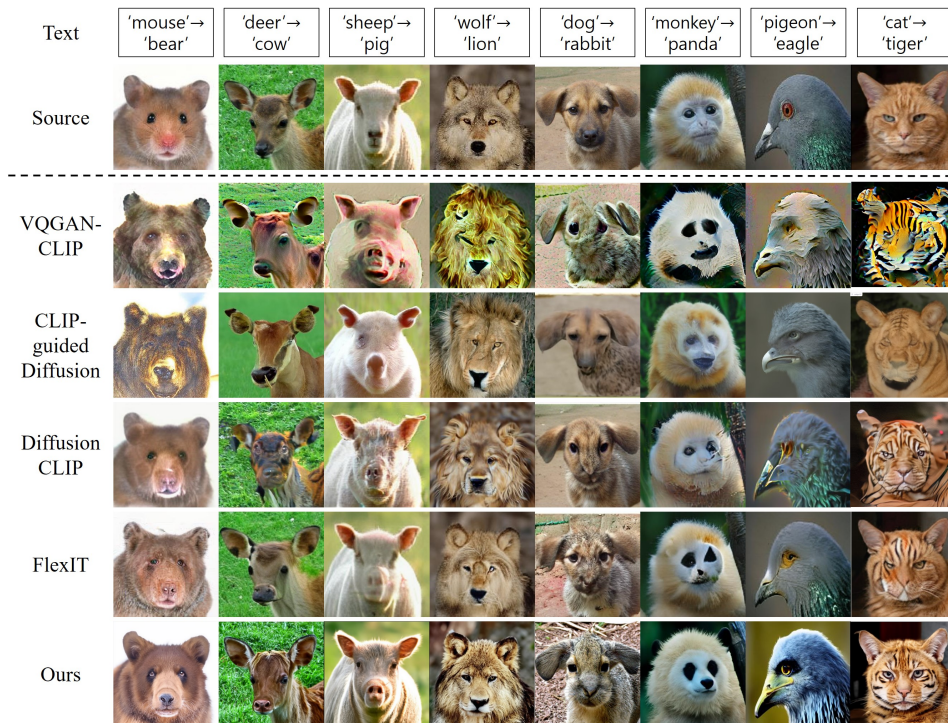 Text
‘mouse’→
‘bear’
‘deer’→
‘cow’
‘sheep’→
‘pig’
‘wolf’→
‘lion’
‘dog’→
‘rabbit’
‘monkey’→
‘panda’
‘pigeon’→
‘eagle’
‘cat’→
‘tiger’
Source
VQGAN-
CLIP
CLIP-
guided
Diffusion
Diffusion
CLIP
FlexIT
Ours